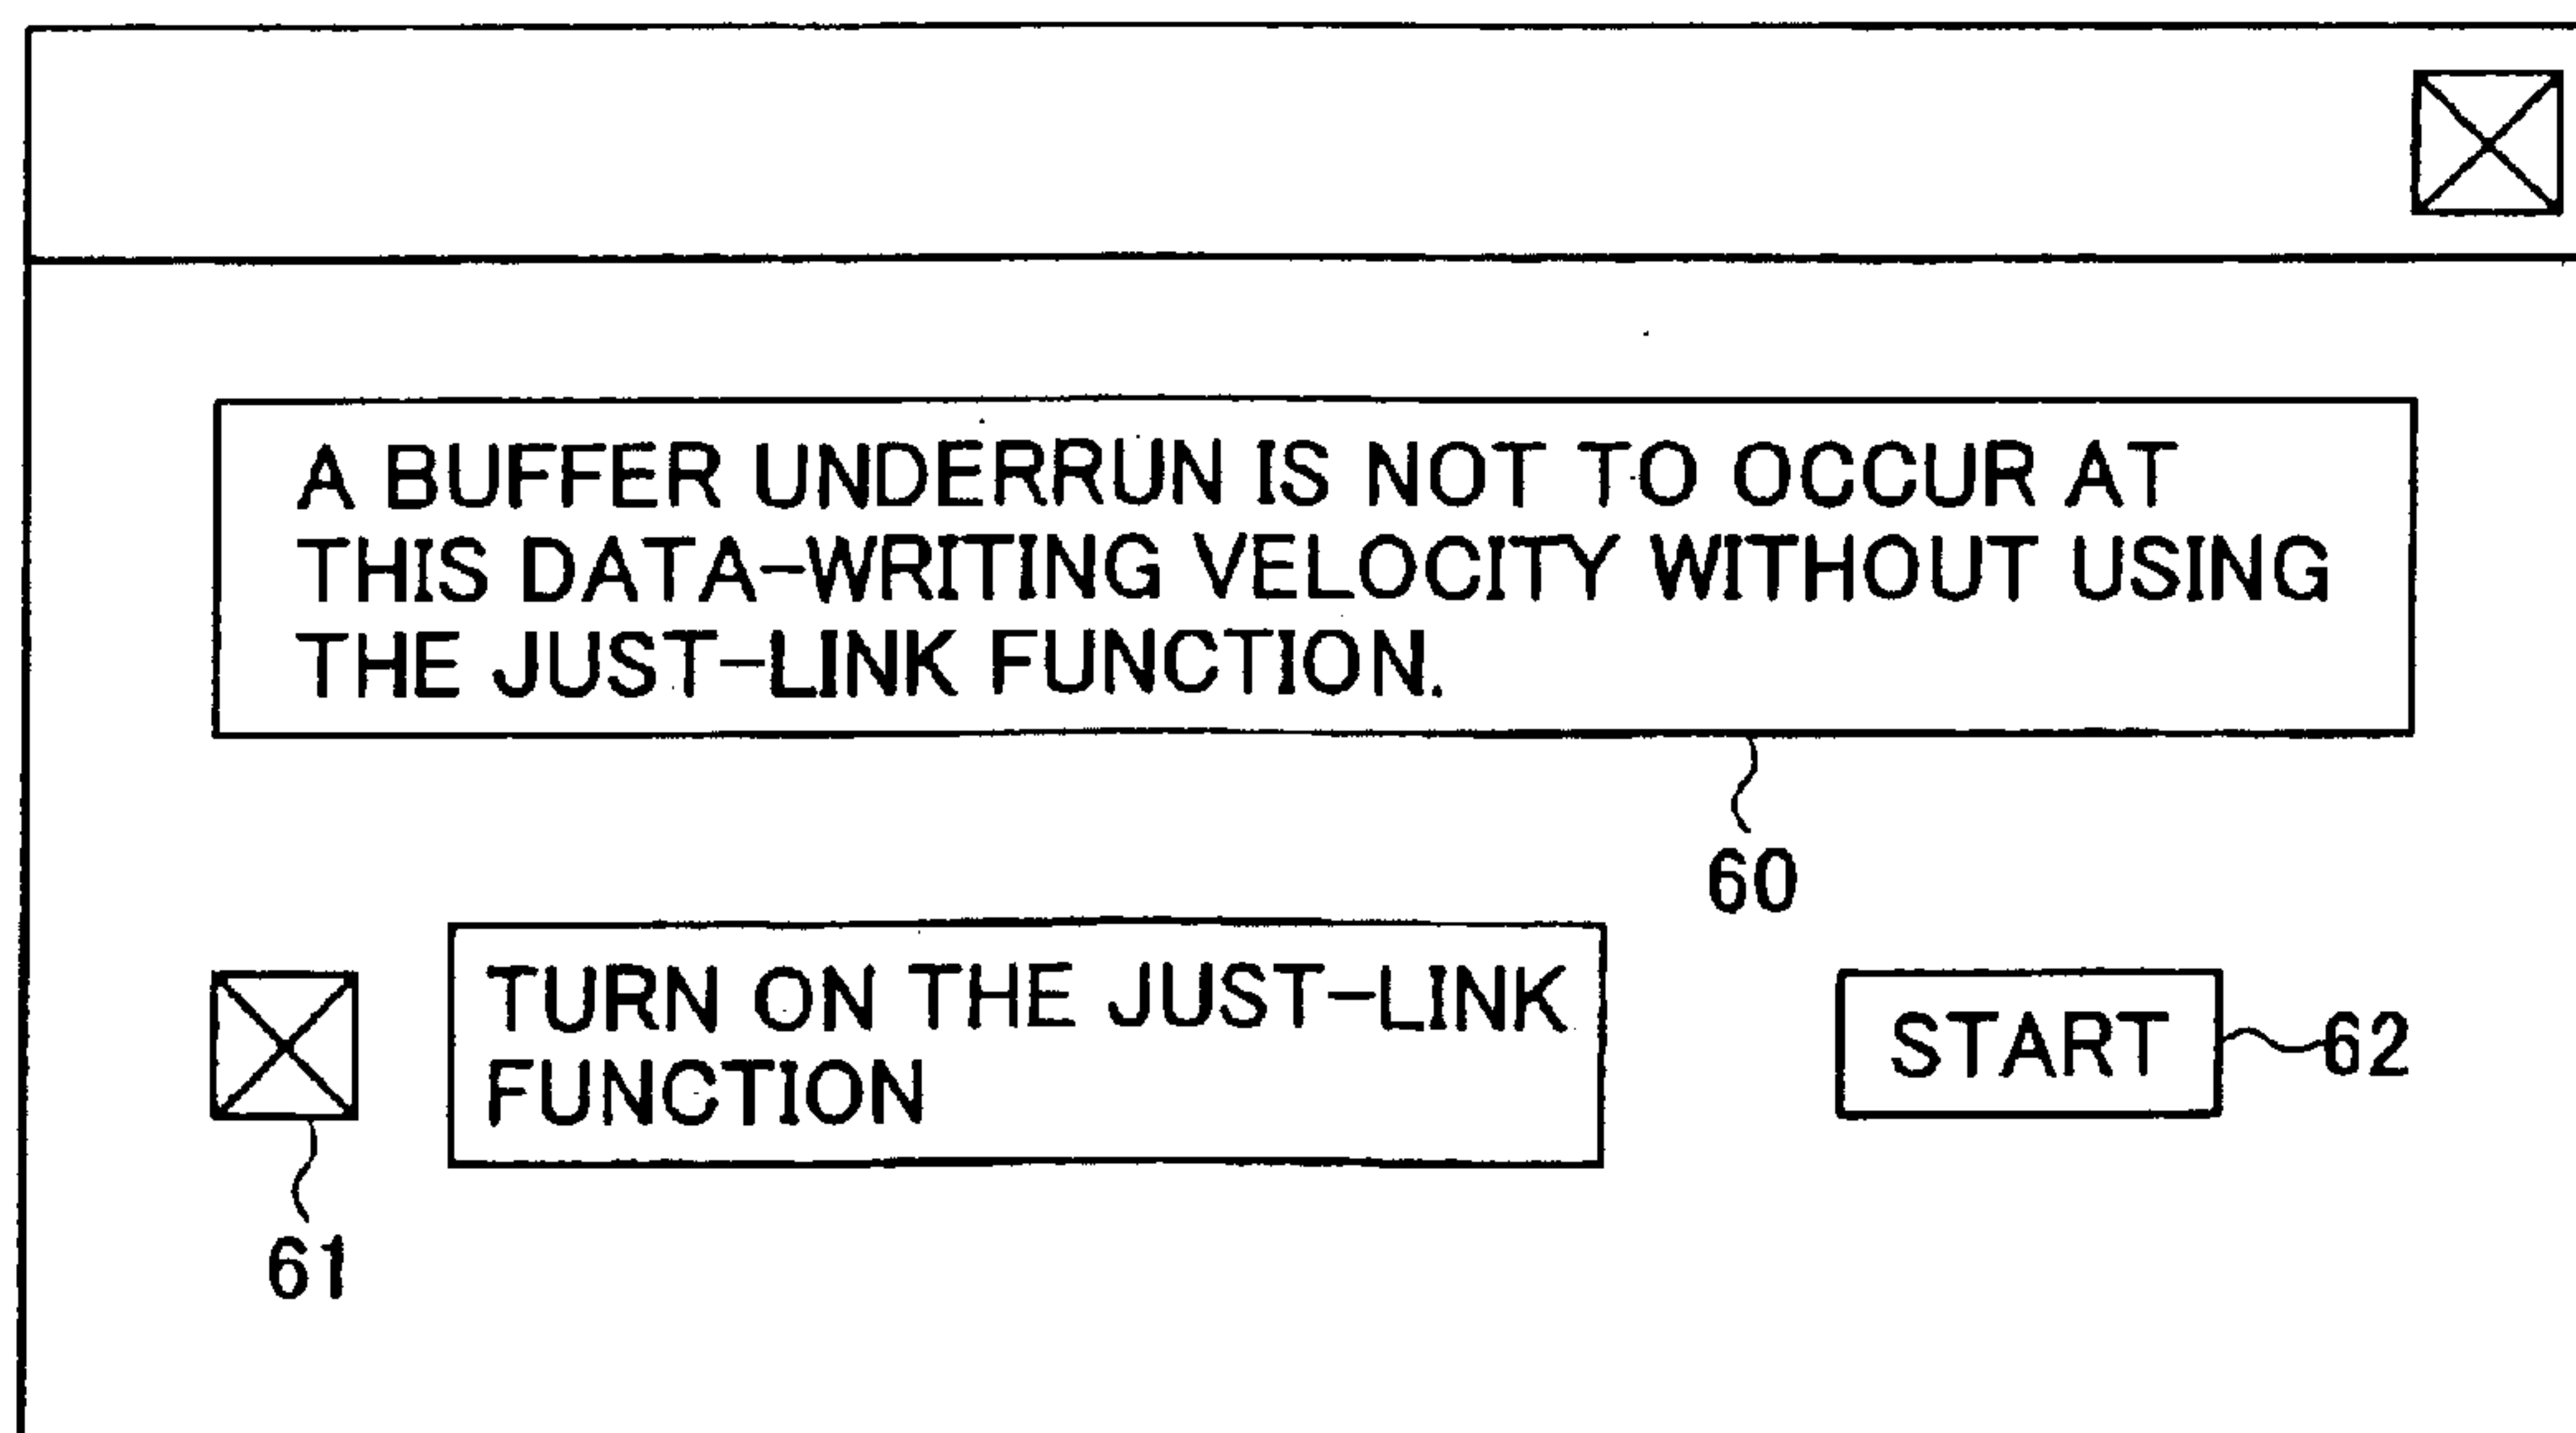 A BUFFER UNDERRUN IS NOT TO OCCUR AT
THIS DATA-WRITING VELOCITY WITHOUT USING
THE JUST-LINK FUNCTION.
60
TURN ON THE JUST-LINK
FUNCTION
START
62
61